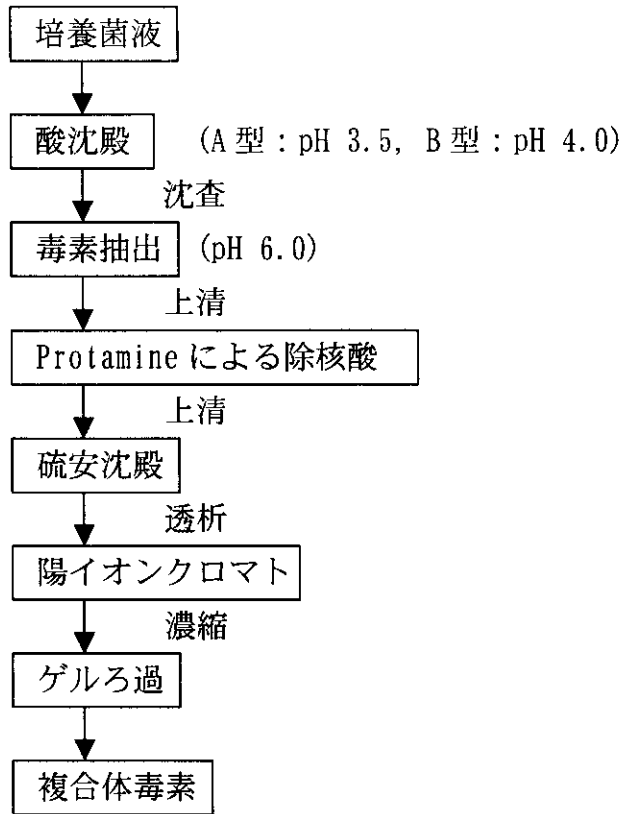 培養菌液
酸沈殿 (A型：pH 3.5, B型：pH 4.0)
沈査
毒素抽出 (pH 6.0)
上清
Protamineによる除核酸
上清
硫安沈殿
透析
陽イオンクロマト
濃縮
ゲルろ過
複合体毒素